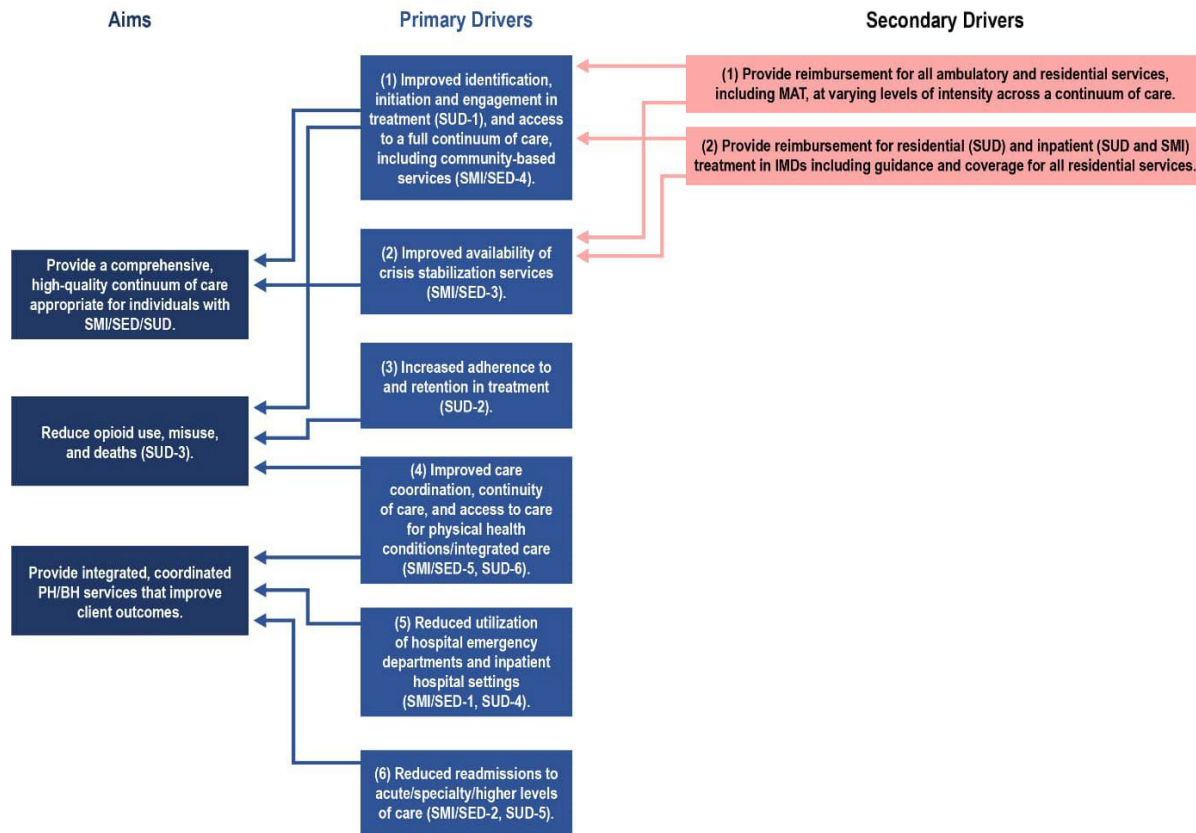 Aims
Primary Drivers
Secondary Drivers
Provide a comprehensive,
high-quality continuum of care
appropriate for individuals with
SMI/SED/SUD.
Reduce opioid use, misuse,
and deaths (SUD-3).
Provide integrated, coordinated
PH/BH services that improve
client outcomes.
(1) Improved identification,
initiation and engagement in
treatment (SUD-1), and access
to a full continuum of care,
including community-based
services (SMI/SED-4).
(2) Improved availability of
crisis stabilization services
(SMI/SED-3).
(3) Increased adherence to
and retention in treatment
(SUD-2).
(4) Improved care
coordination, continuity
of care, and access to care
for physical health
conditions/integrated care
(SMI/SED-5, SUD-6).
(5) Reduced utilization
of hospital emergency
departments and inpatient
hospital settings
(SMI/SED-1, SUD-4).
(6) Reduced readmissions to
acute/specialty/higher levels
of care (SMI/SED-2, SUD-5).
(1) Provide reimbursement for all ambulatory and residential services,
including MAT, at varying levels of intensity across a continuum of care.
(2) Provide reimbursement for residential (SUD) and inpatient (SUD and SMI)
treatment in IMDs including guidance and coverage for all residential services.